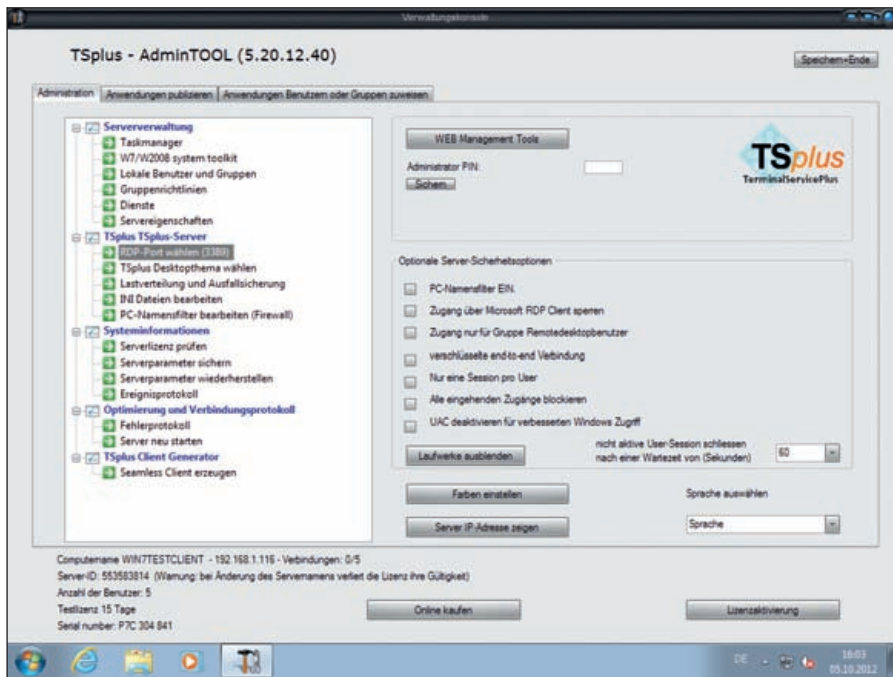 Verwaltungskonsole
TSplus - AdminTOOL (5.20.12.40)
Speichern+Ende
Administration
Anwendungen publizieren
Anwendungen Benutzern oder Gruppen zuweisen
Serververwaltung
Taskmanager
W7/W2008 system toolkit
Lokale Benutzer und Gruppen
Gruppenrichtlinien
Dienste
Servereigenschaften
TSplus TSplus-Server
RDP-Port wählen (3389)
TSplus Desktopthema wählen
Lastverteilung und Ausfallsicherung
INI Dateien bearbeiten
PC-Namensfilter bearbeiten (Firewall)
Systeminformationen
Serverlizenz prüfen
Serverparameter sichern
Serverparameter wiederherstellen
Ereignisprotokoll
Optimierung und Verbindungsprotokoll
Fehlerprotokoll
Server neu starten
TSplus Client Generator
Seamless Client erzeugen
WEB Management Tools
Administrator PIN:
Sichern
TSplus
TerminalServicePlus
Optionale Server-Sicherheitsoptionen
PC-Namensfilter EIN.
Zugang über Microsoft RDP Client sperren
Zugang nur für Gruppe Remotedesktopbenutzer
verschlüsselte end-to-end Verbindung
Nur eine Session pro User
Alle eingehenden Zugänge blockieren
UAC deaktivieren für verbesserten Windows Zugriff
Laufwerke ausblenden
nicht aktive User-Session schliessen
nach einer Wartezeit von (Sekunden)
60
Farben einstellen
Sprache auswählen
Server IP-Adresse zeigen
Sprache
Computername WIN7TESTCLIENT - 192.168.1.116 - Verbindungen: 0/5
Server-ID: 553583814 (Warnung: bei Änderung des Servernamens verliert die Lizenz ihre Gültigkeit)
Anzahl der Benutzer: 5
Testlizenz 15 Tage
Serial number: P7C 304 841
Online kaufen
Lizenzaktivierung
DE
16:03
05.10.2012